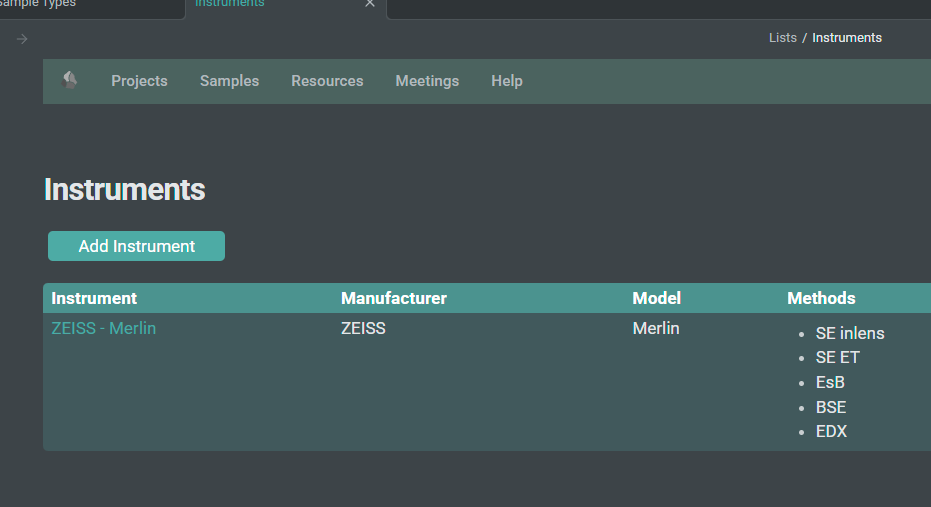 Sample Types
Instruments
Lists / Instruments
Projects Samples Resources Meetings Help
Instruments
Add Instrument
Instrument Manufacturer Model Methods
ZEISS - Merlin ZEISS Merlin
SE inlens
SE ET
EsB
BSE
EDX